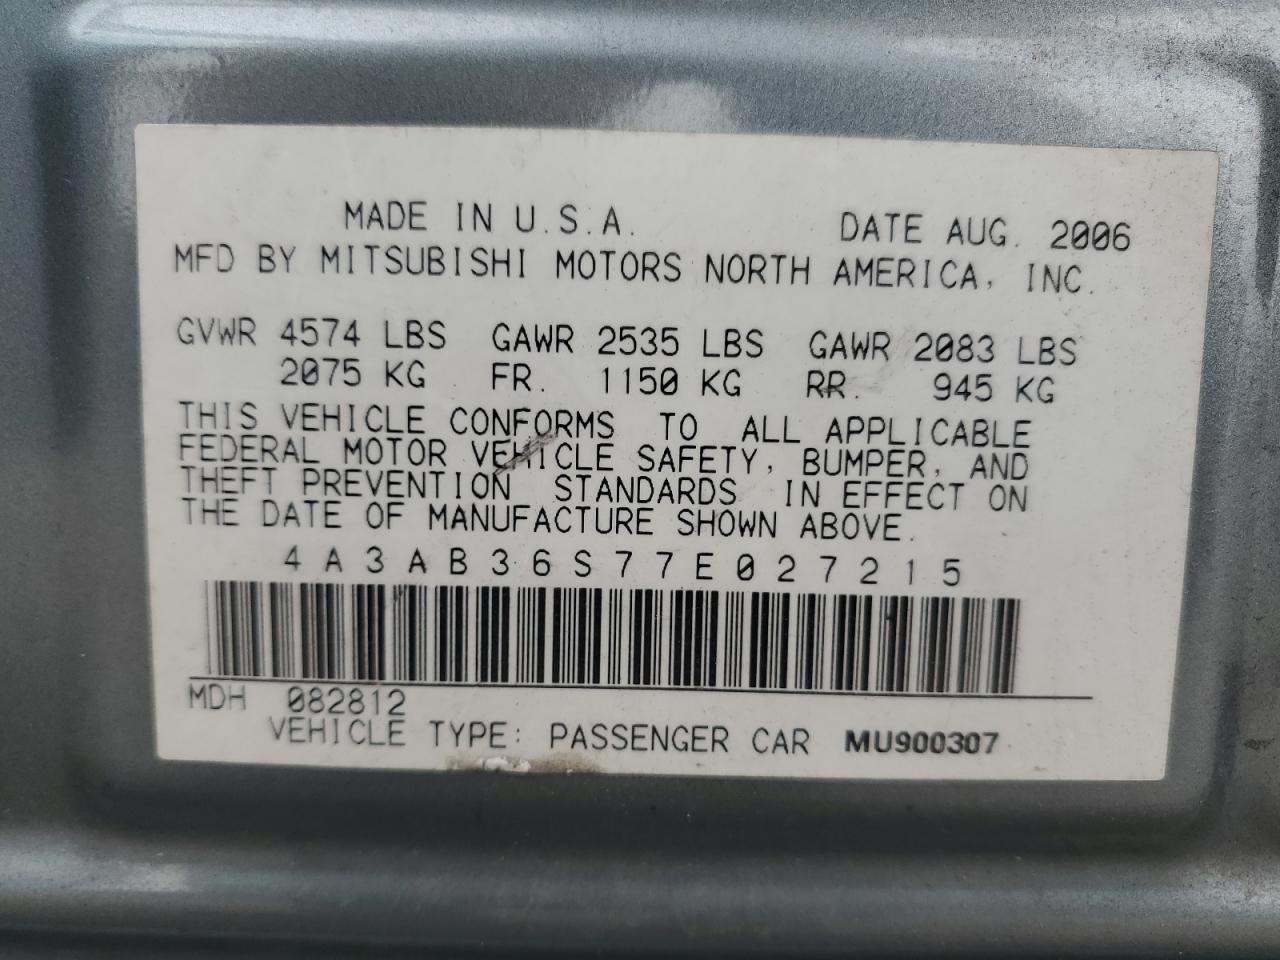 MADE IN U.S.A. DATE AUG. 2006
MFD BY MITSUBISHI MOTORS NORTH AMERICA, INC.
GVWR 4574 LBS GAWR 2535 LBS GAWR 2083 LBS
2075 KG FR. 1150 KG RR. 945 KG
THIS VEHICLE CONFORMS TO ALL APPLICABLE
FEDERAL MOTOR VEHICLE SAFETY, BUMPER, AND
THEFT PREVENTION STANDARDS IN EFFECT ON
THE DATE OF MANUFACTURE SHOWN ABOVE.
4A3AB36S77E027215
MDH 082812
VEHICLE TYPE: PASSENGER CAR MU900307